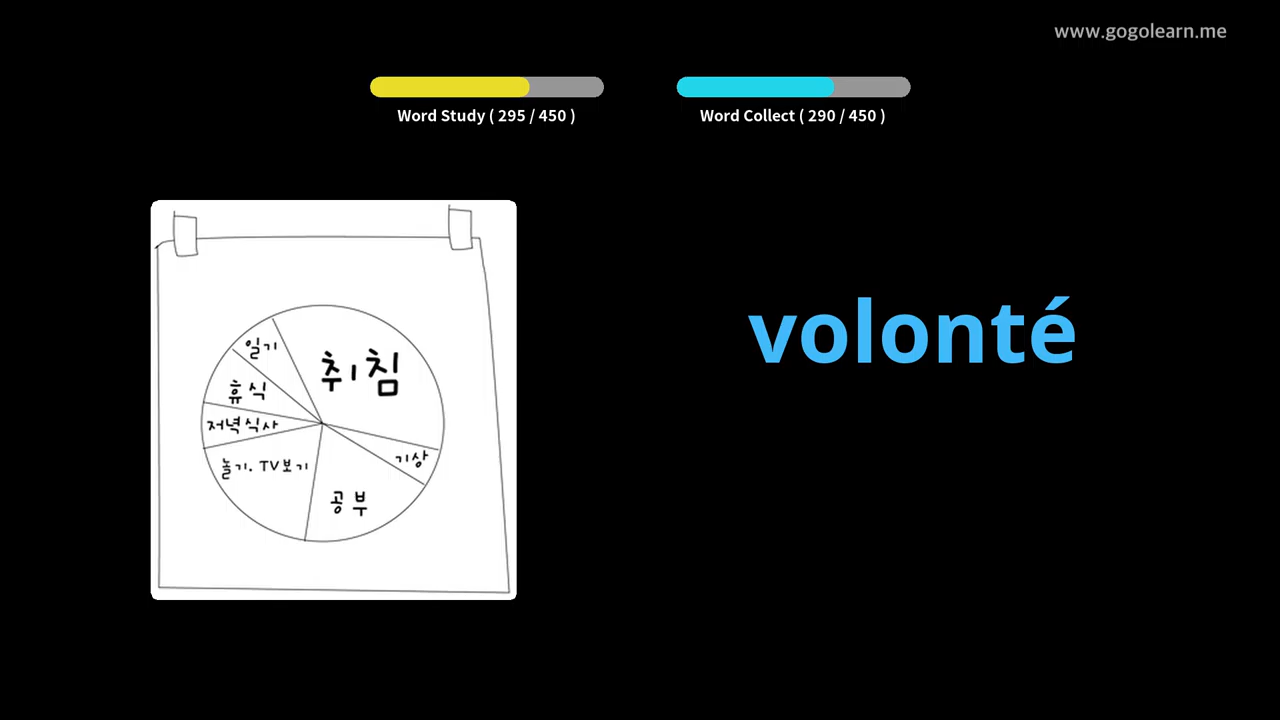 www.gogolearn.me
Word Study ( 295 / 450 )
Word Collect ( 290 / 450 )
volonté
일기
취침
휴식
저녁식사
놀기. TV보기
기상
공부